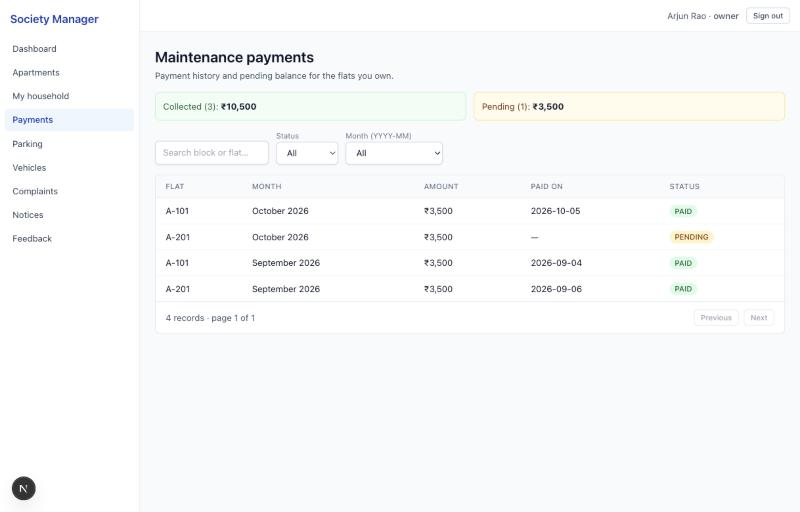 Society Manager
Arjun Rao · owner
Sign out
Dashboard
Apartments
My household
Payments
Parking
Vehicles
Complaints
Notices
Feedback
Maintenance payments
Payment history and pending balance for the flats you own.
Collected (3): ₹10,500
Pending (1): ₹3,500
Status
Month (YYYY-MM)
Search block or flat...
All
All
FLAT MONTH AMOUNT PAID ON STATUS
A-101 October 2026 ₹3,500 2026-10-05 PAID
A-201 October 2026 ₹3,500 — PENDING
A-101 September 2026 ₹3,500 2026-09-04 PAID
A-201 September 2026 ₹3,500 2026-09-06 PAID
4 records · page 1 of 1
Previous
Next
N